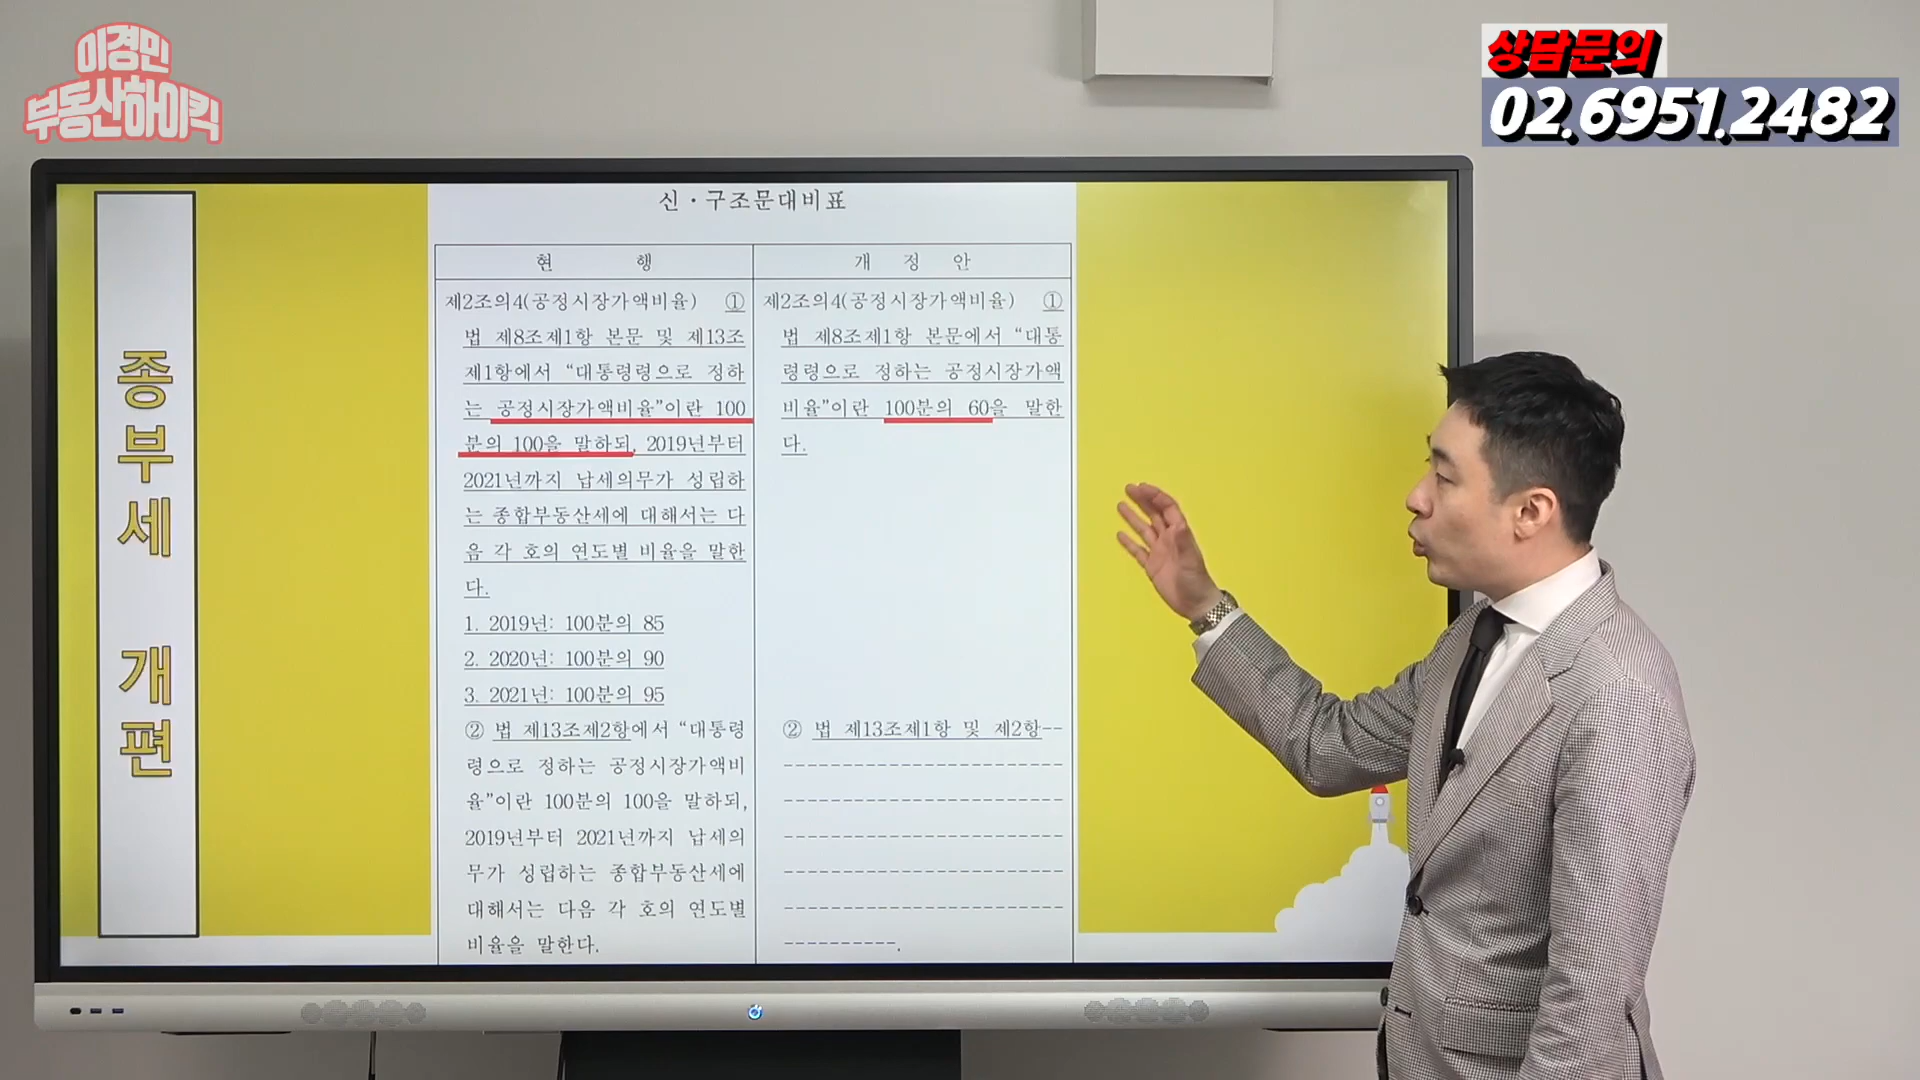 이경민
부동산하이킥
상담문의
02.6951.2482
종부세 개편
신·구조문대비표
현 행
개 정 안
제2조의4(공정시장가액비율) ①
법 제8조제1항 본문 및 제13조
제1항에서 “대통령령으로 정하
는 공정시장가액비율”이란 100
분의 100을 말하되, 2019년부터
2021년까지 납세의무가 성립하
는 종합부동산세에 대해서는 다
음 각 호의 연도별 비율을 말한
다.
1. 2019년: 100분의 85
2. 2020년: 100분의 90
3. 2021년: 100분의 95
② 법 제13조제2항에서 “대통령
령으로 정하는 공정시장가액비
율”이란 100분의 100을 말하되,
2019년부터 2021년까지 납세의
무가 성립하는 종합부동산세에
대해서는 다음 각 호의 연도별
비율을 말한다.
제2조의4(공정시장가액비율) ①
법 제8조제1항 본문에서 “대통
령령으로 정하는 공정시장가액
비율”이란 100분의 60을 말한
다.
② 법 제13조제1항 및 제2항--
----------------------
----------------------
----------------------
----------------------
----------------------
---------.